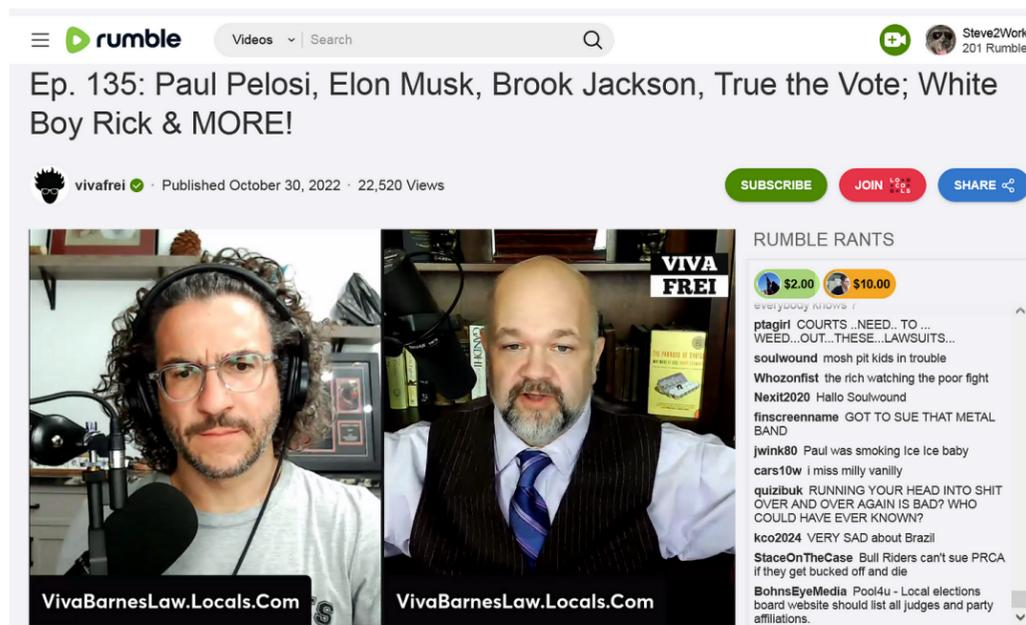 rumble
Videos
Search
Steve2Work
201 Rumble
Ep. 135: Paul Pelosi, Elon Musk, Brook Jackson, True the Vote; White
Boy Rick & MORE!
vivafrei · Published October 30, 2022 · 22,520 Views
SUBSCRIBE
JOIN LOCALS
SHARE
VIVA
FREI
VivaBarnesLaw.Locals.Com
VivaBarnesLaw.Locals.Com
RUMBLE RANTS
$2.00
$10.00
everybody knows ?
ptagirl COURTS ..NEED.. TO ...
WEED...OUT...THESE...LAWSUITS...
soulwound mosh pit kids in trouble
Whozonfist the rich watching the poor fight
Nexit2020 Hallo Soulwound
finscreenname GOT TO SUE THAT METAL
BAND
jwink80 Paul was smoking Ice Ice baby
cars10w i miss milly vanilly
quizibuk RUNNING YOUR HEAD INTO SHIT
OVER AND OVER AGAIN IS BAD? WHO
COULD HAVE EVER KNOWN?
kco2024 VERY SAD about Brazil
StaceOnTheCase Bull Riders can't sue PRCA
if they get bucked off and die
BohnsEyeMedia Pool4u - Local elections
board website should list all judges and party
affiliations.